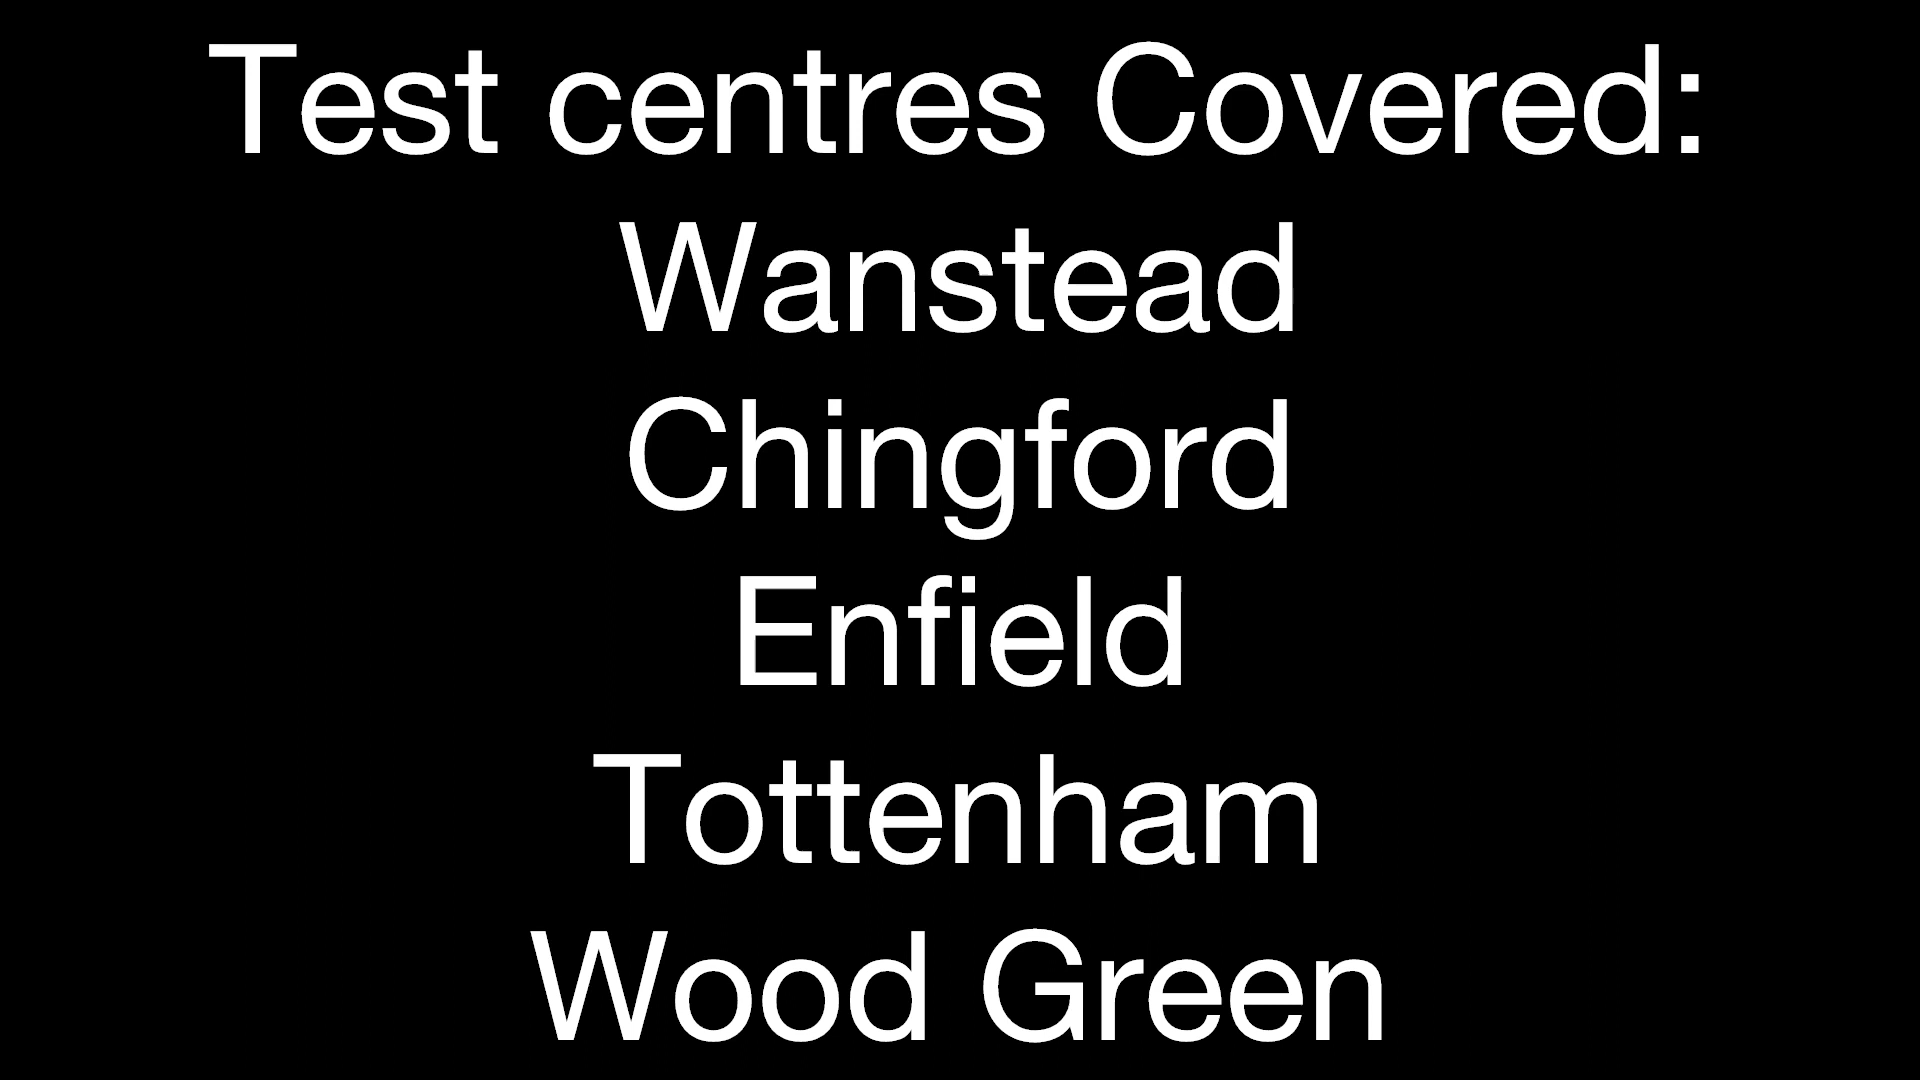 Test centres Covered:
Wanstead
Chingford
Enfield
Tottenham
Wood Green